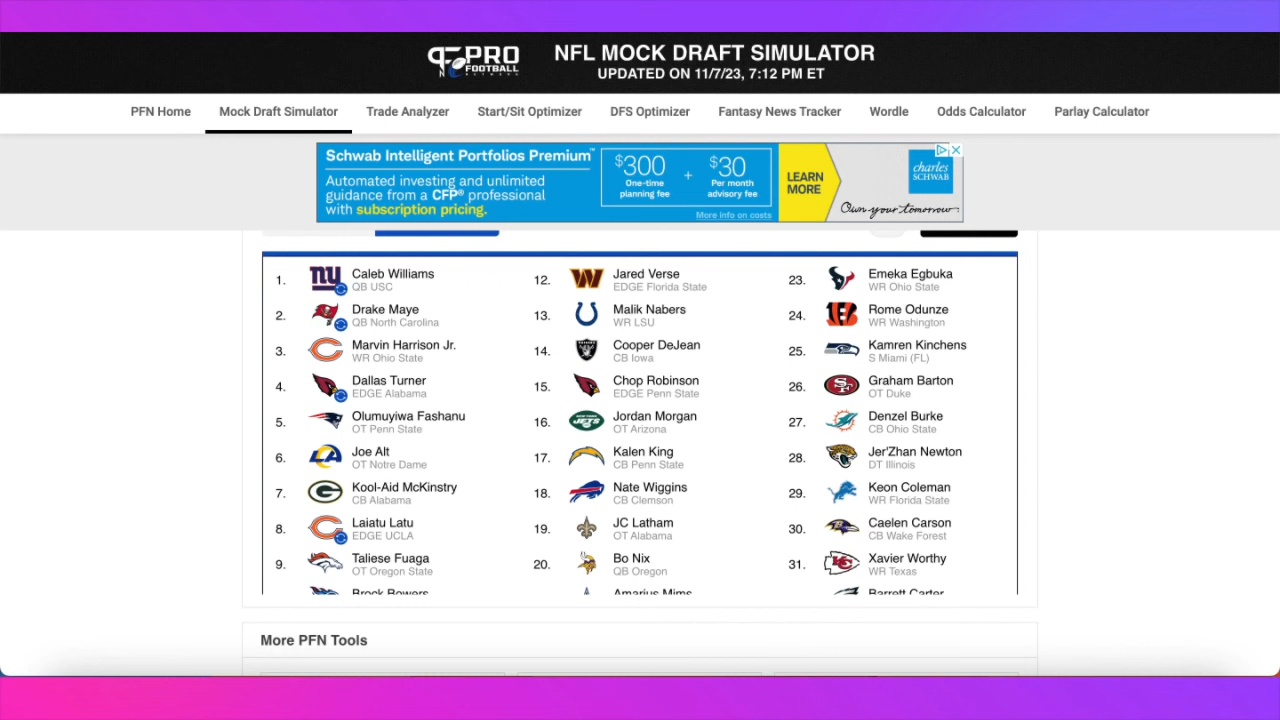 PRO
FOOTBALL
NETWORK
NFL MOCK DRAFT SIMULATOR
UPDATED ON 11/7/23, 7:12 PM ET
PFN Home
Mock Draft Simulator
Trade Analyzer
Start/Sit Optimizer
DFS Optimizer
Fantasy News Tracker
Wordle
Odds Calculator
Parlay Calculator
Schwab Intelligent Portfolios Premium™
Automated investing and unlimited
guidance from a CFP® professional
with subscription pricing.
$300
One-time
planning fee
+
$30
Per month
advisory fee
More info on costs
LEARN
MORE
charles
SCHWAB
Own your tomorrow.
1.
ny
Caleb Williams
QB USC
2.
Drake Maye
QB North Carolina
3.
Marvin Harrison Jr.
WR Ohio State
4.
Dallas Turner
EDGE Alabama
5.
Olumuyiwa Fashanu
OT Penn State
6.
Joe Alt
OT Notre Dame
7.
Kool-Aid McKinstry
CB Alabama
8.
Laiatu Latu
EDGE UCLA
9.
Taliese Fuaga
OT Oregon State
Brock Bowers
12.
Jared Verse
EDGE Florida State
13.
Malik Nabers
WR LSU
14.
Cooper DeJean
CB Iowa
15.
Chop Robinson
EDGE Penn State
16.
JETS
Jordan Morgan
OT Arizona
17.
Kalen King
CB Penn State
18.
Nate Wiggins
CB Clemson
19.
JC Latham
OT Alabama
20.
Bo Nix
QB Oregon
Amarius Mims
23.
Emeka Egbuka
WR Ohio State
24.
Rome Odunze
WR Washington
25.
Kamren Kinchens
S Miami (FL)
26.
Graham Barton
OT Duke
27.
Denzel Burke
CB Ohio State
28.
Jer'Zhan Newton
DT Illinois
29.
Keon Coleman
WR Florida State
30.
Caelen Carson
CB Wake Forest
31.
Xavier Worthy
WR Texas
Barrett Carter
More PFN Tools